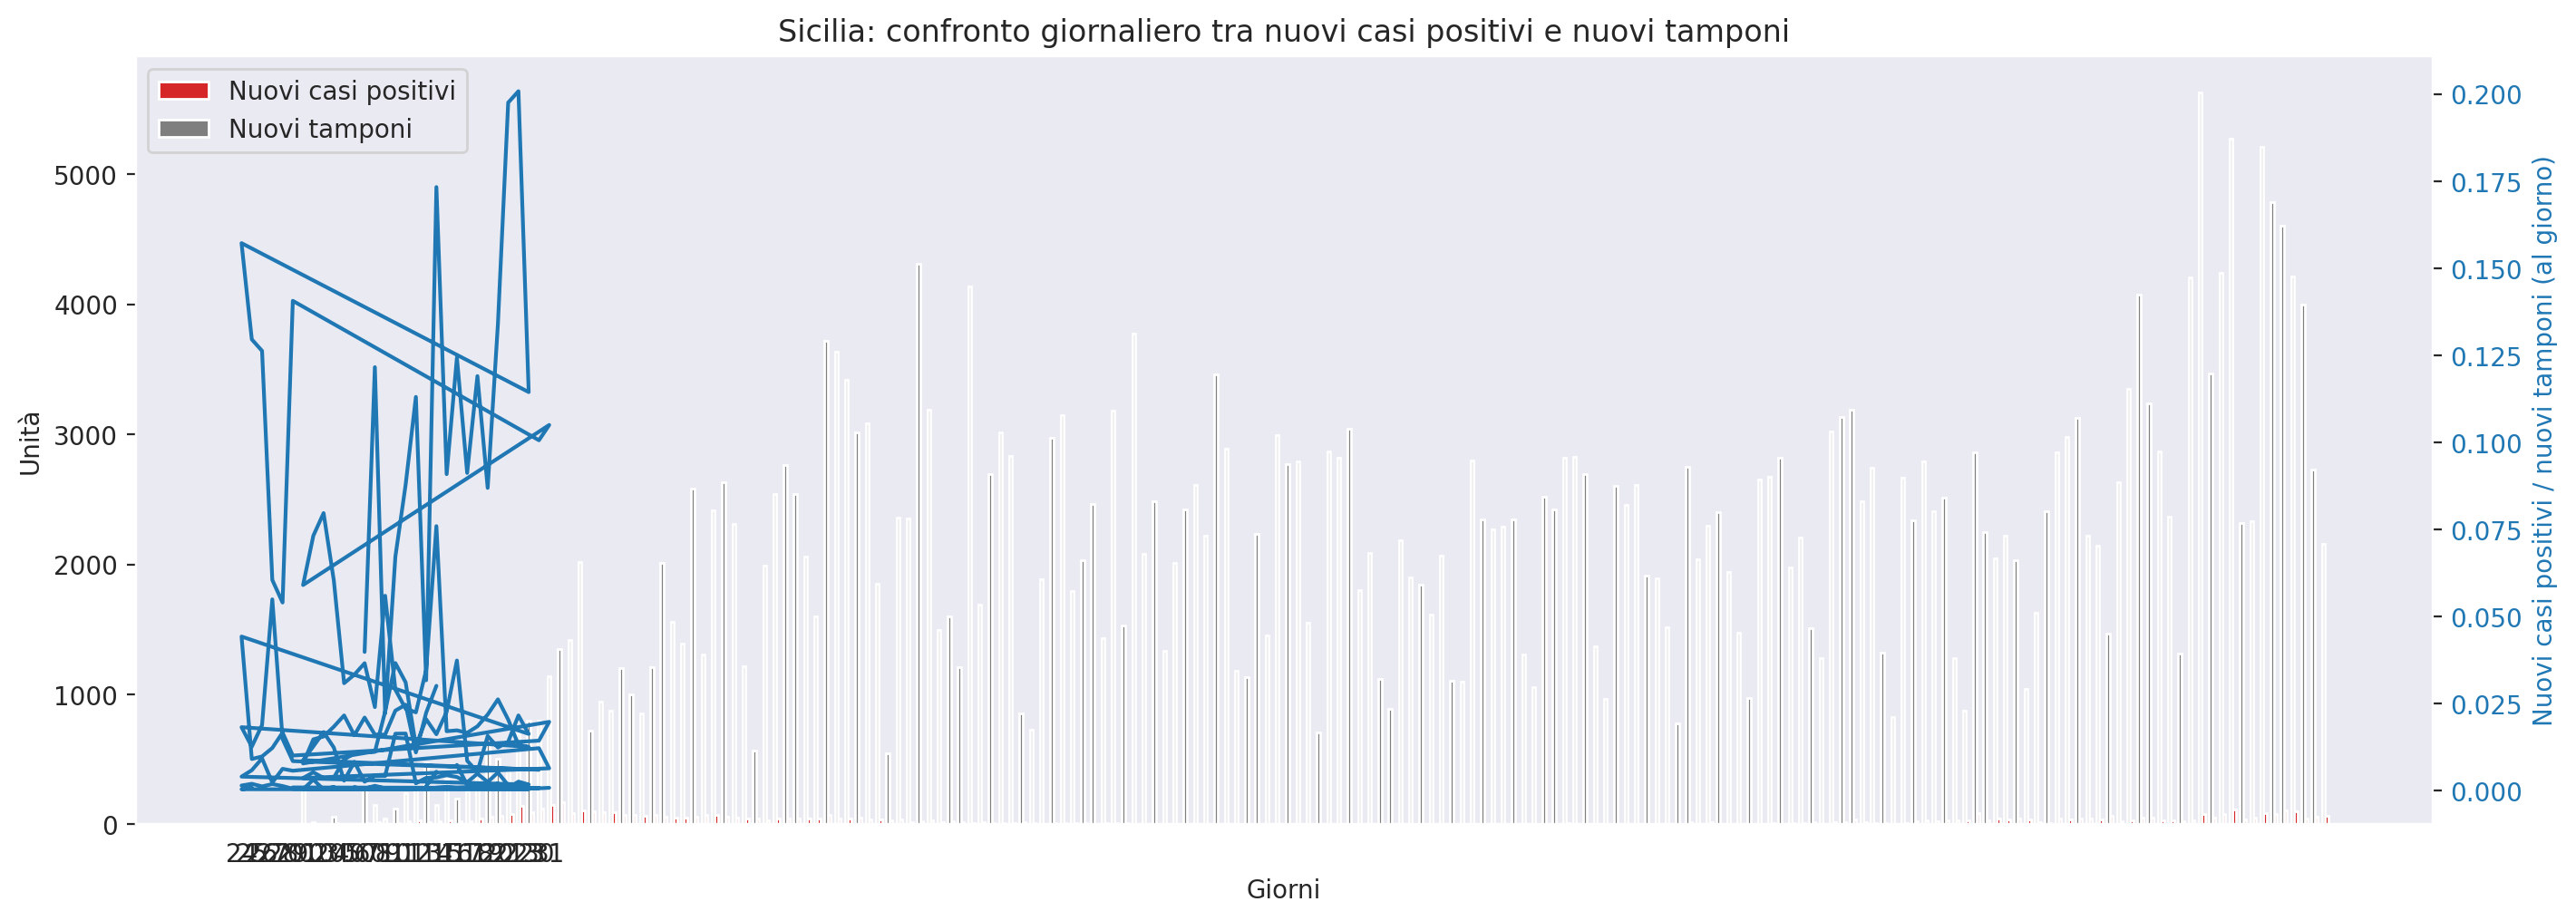 Sicilia: confronto giornaliero tra nuovi casi positivi e nuovi tamponi
Nuovi casi positivi
Nuovi tamponi
5000
4000
3000
2000
1000
0
Unità
0.200
0.175
0.150
0.125
0.100
0.075
0.050
0.025
0.000
Nuovi casi positivi / nuovi tamponi (al giorno)
Giorni